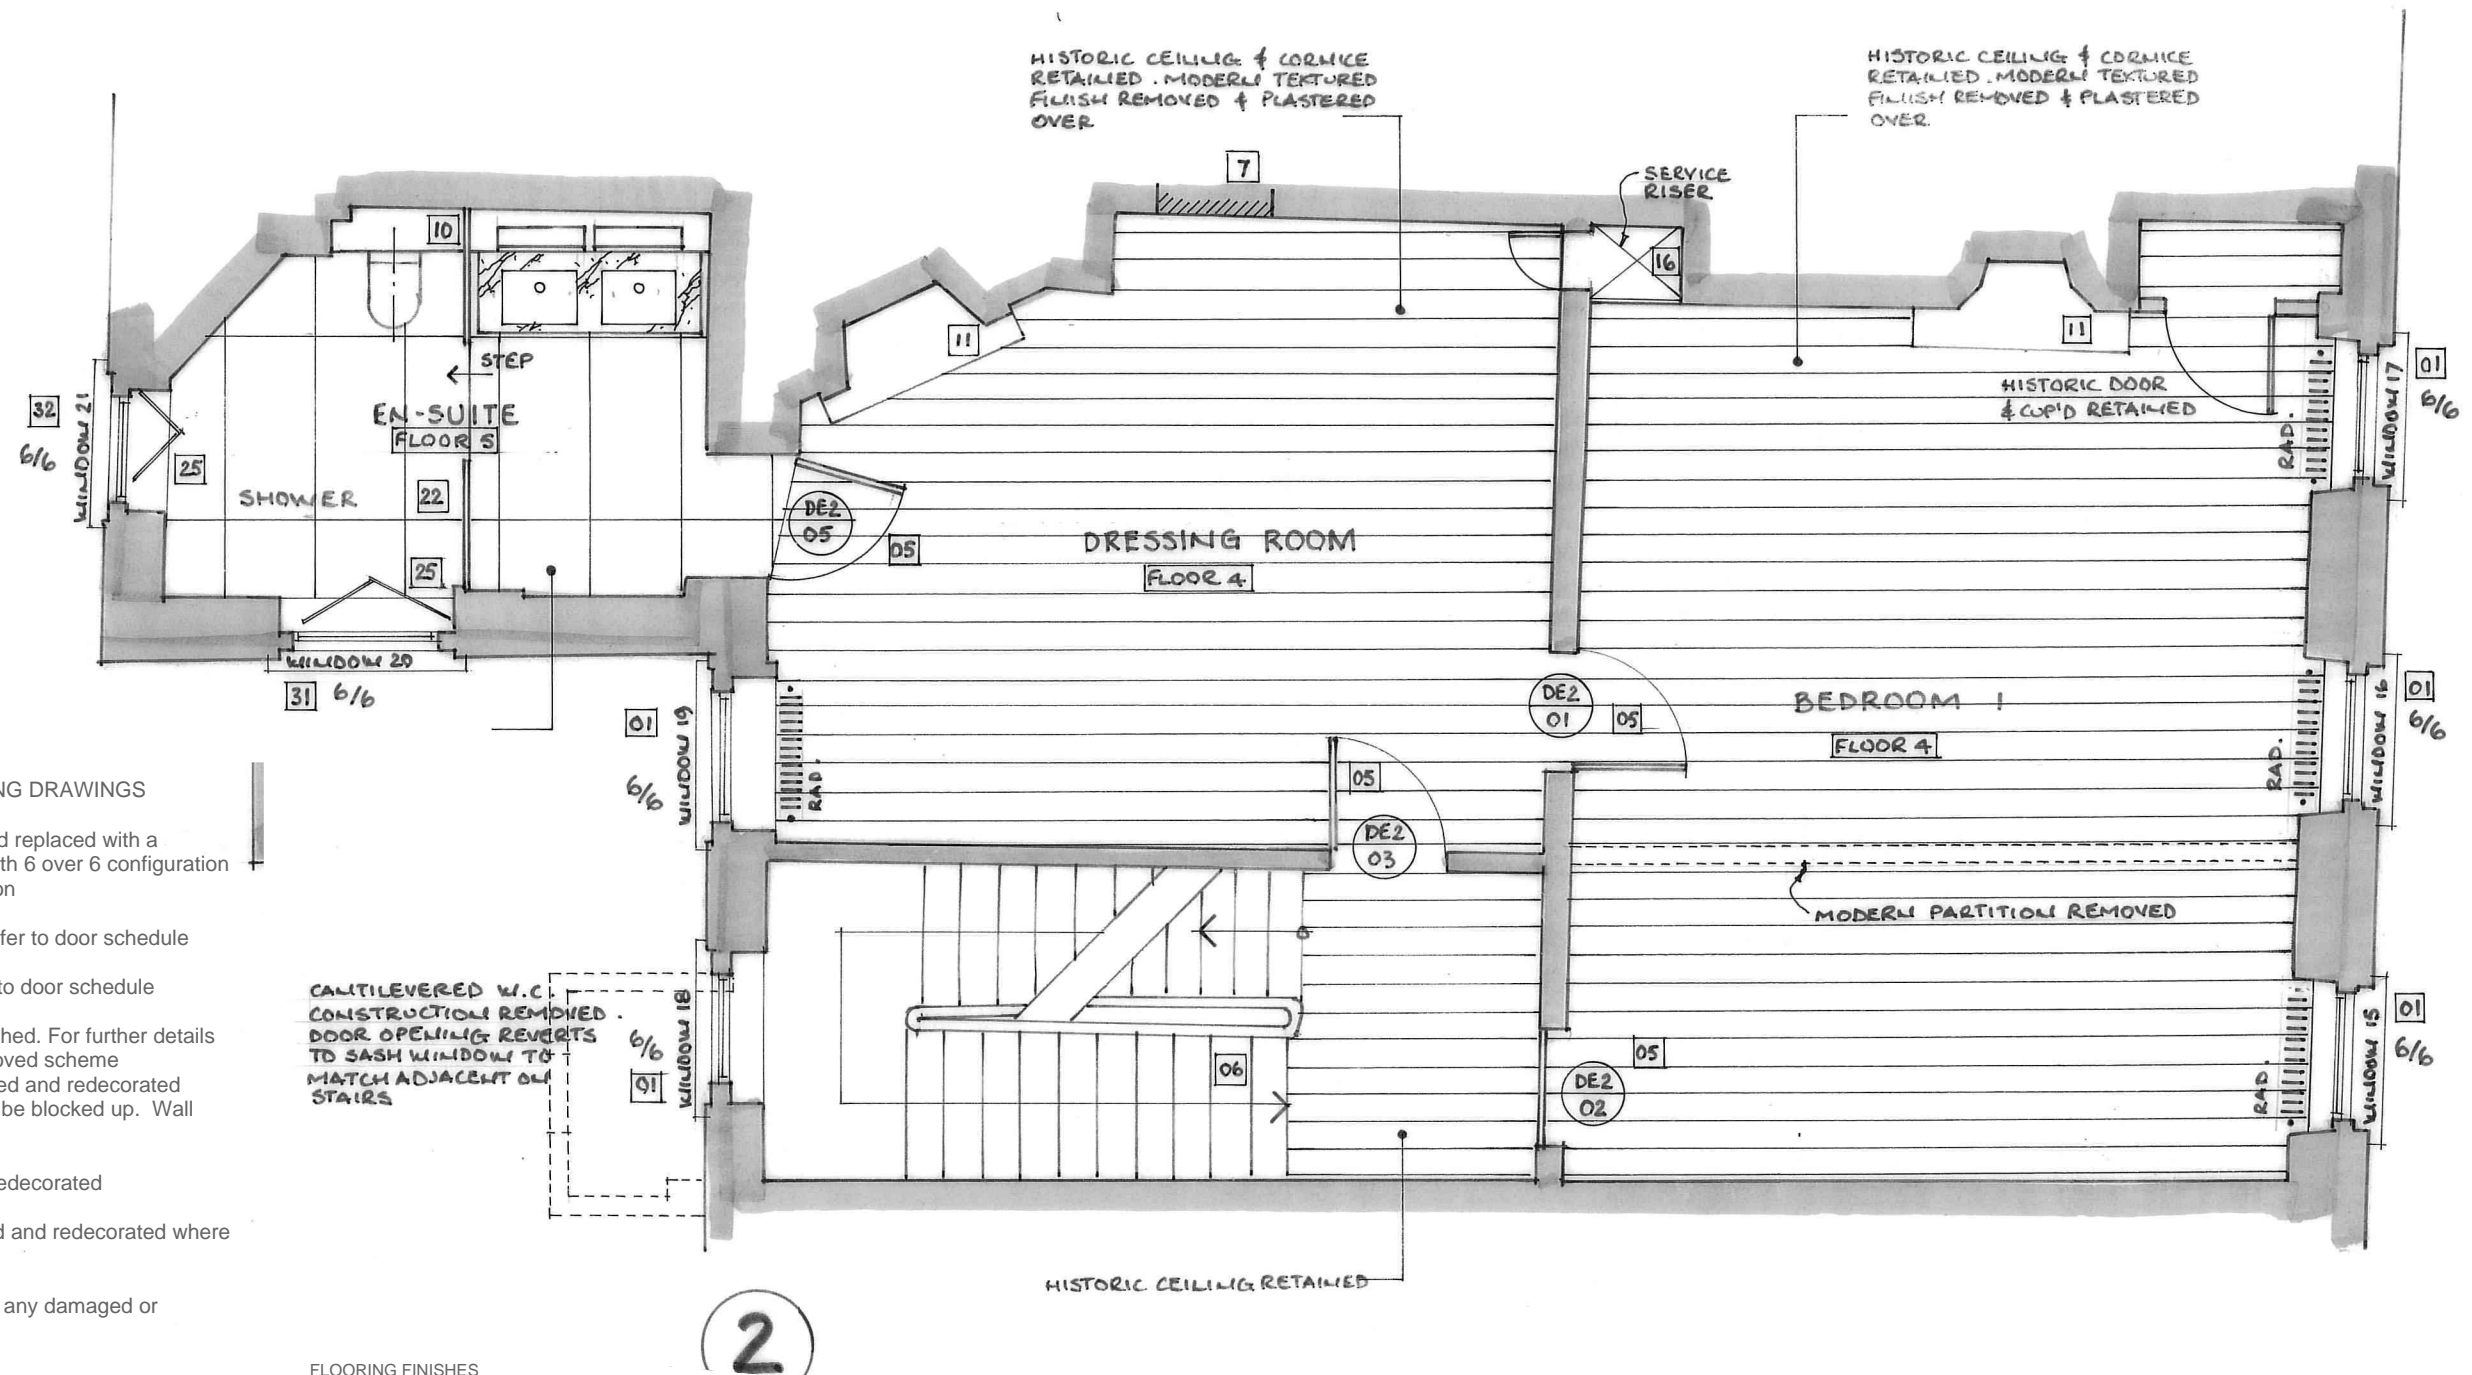 HISTORIC CEILING & CORNICE
RETAINED. MODERN TEXTURED
FINISH REMOVED & PLASTERED
OVER
HISTORIC CEILING & CORNICE
RETAINED. MODERN TEXTURED
FINISH REMOVED & PLASTERED
OVER.
7
SERVICE
RISER
16
10
STEP
EN-SUITE
FLOOR 5
SHOWER
22
25
25
32
6/6
WINDOW 21
WINDOW 20
31 6/6
11
11
HISTORIC DOOR
& CUP'D RETAINED
RAD.
WINDOW 17
01
6/6
DE2
05
05
DRESSING ROOM
FLOOR 4
DE2
01
05
BEDROOM 1
FLOOR 4
RAD.
WINDOW 16
01
6/6
01
6/6
WINDOW 19
RAD.
05
DE2
03
MODERN PARTITION REMOVED
CANTILEVERED W.C.
CONSTRUCTION REMOVED.
DOOR OPENING REVERTS
TO SASH WINDOW TO
MATCH ADJACENT ON
STAIRS
6/6
01
WINDOW 18
06
05
DE2
02
RAD.
WINDOW 15
01
6/6
HISTORIC CEILING RETAINED
2
NG DRAWINGS
d replaced with a
th 6 over 6 configuration
on
fer to door schedule
to door schedule
hed. For further details
oved scheme
ed and redecorated
be blocked up. Wall
edecorated
d and redecorated where
any damaged or
FLOORING FINISHES